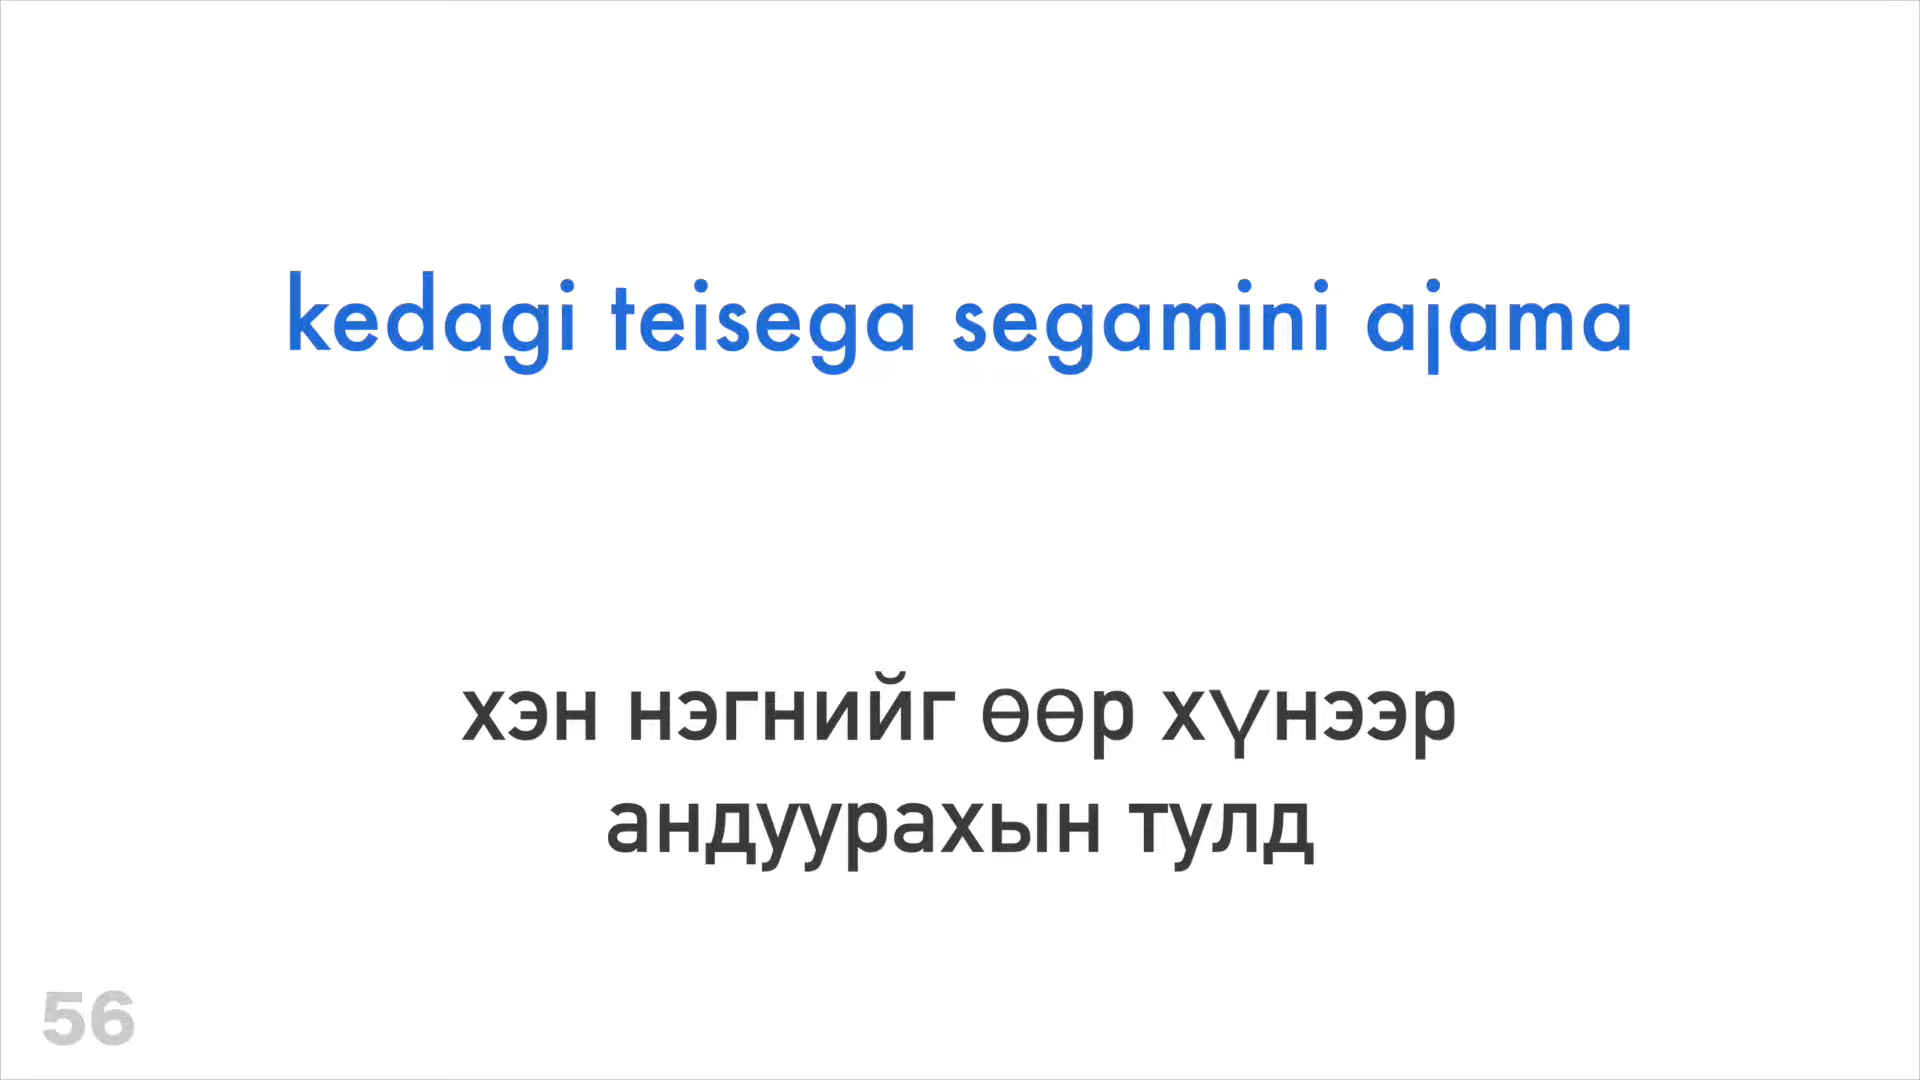 kedagi teisega segamini ajama
хэн нэгнийг өөр хүнээр
андуурахын тулд
56